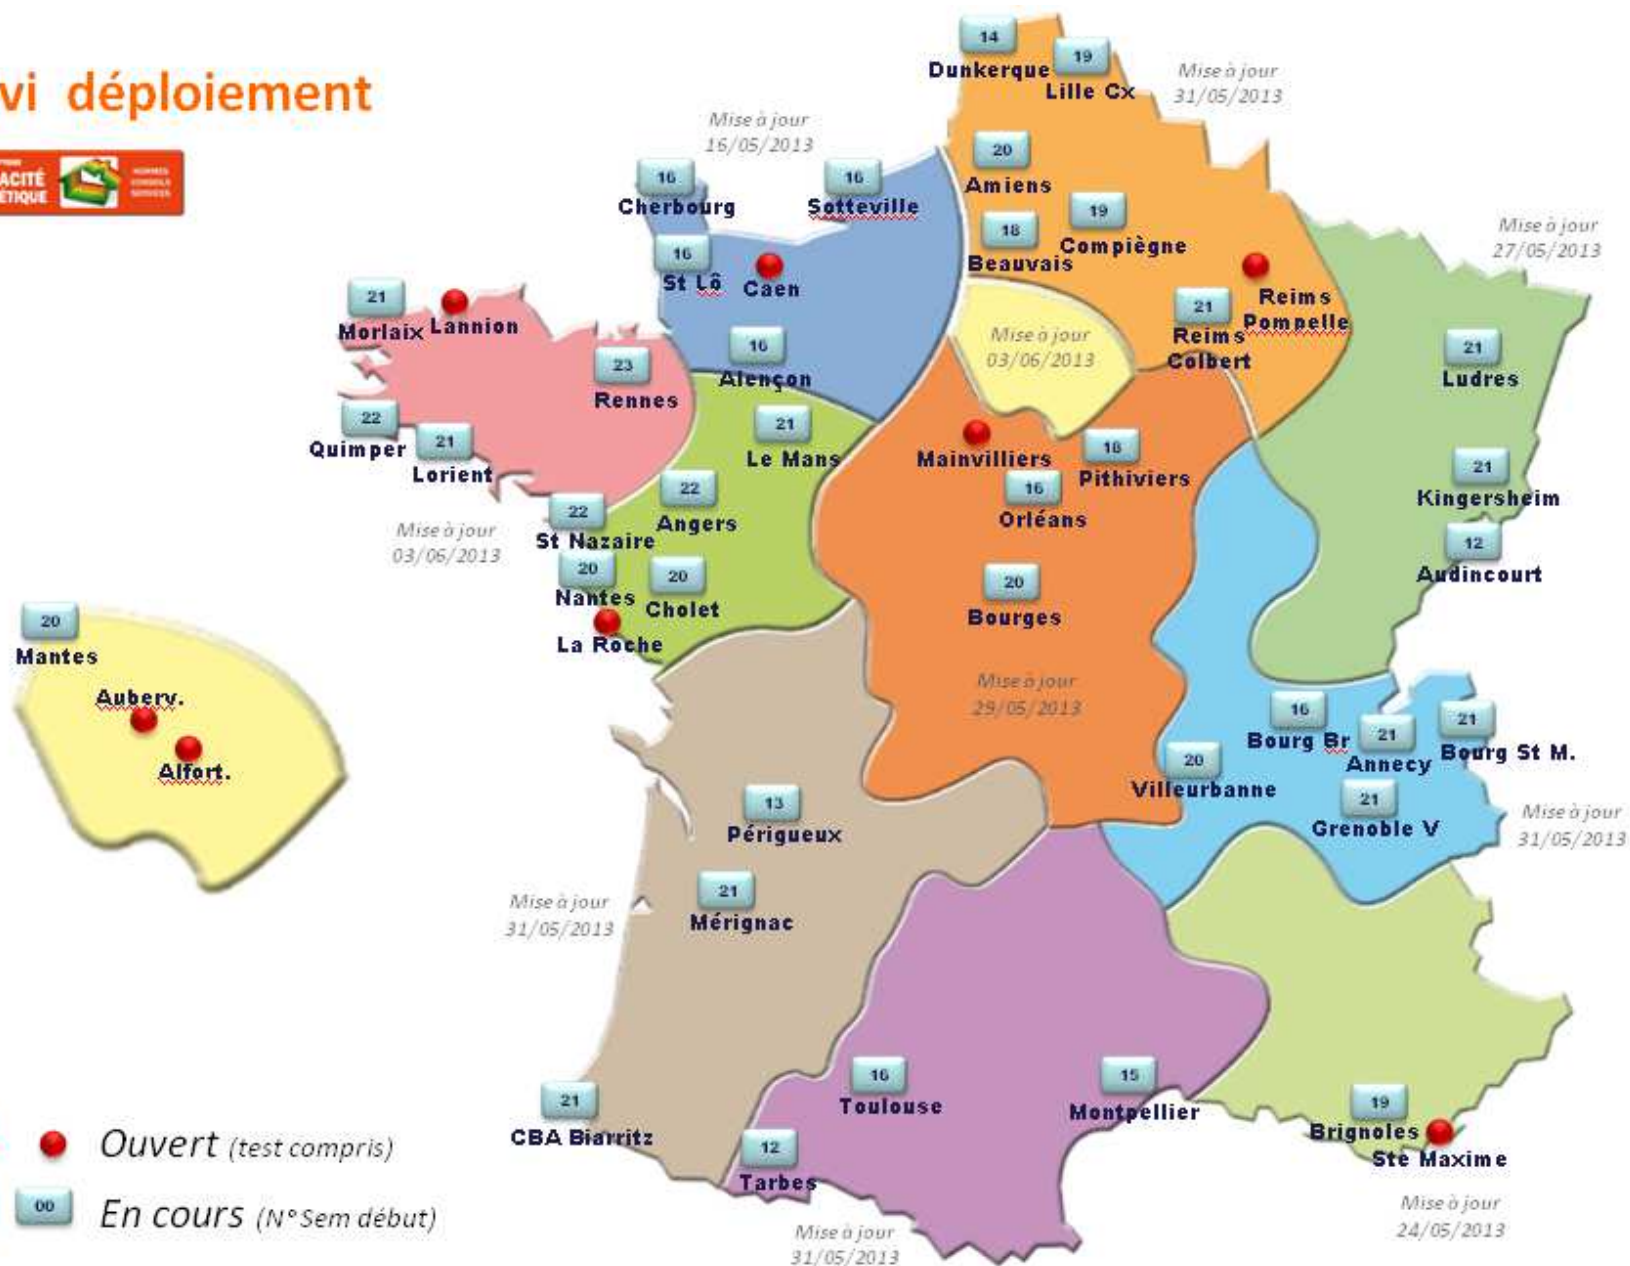 vi déploiement
ACITÉ
ÉTIQUE
HOMMES
CONSEILS
SERVICES
14
Dunkerque
19
Lille Cx
Mise à jour
31/05/2013
Mise à jour
16/05/2013
20
Amiens
16
Cherbourg
16
Sotteville
19
Compiègne
18
Beauvais
Mise à jour
27/05/2013
16
St Lô
Caen
21
Morlaix
Lannion
21
Reims
Colbert
Reims
Pompelle
Mise à jour
03/06/2013
16
Alençon
23
Rennes
21
Ludres
22
Quimper
21
Lorient
21
Le Mans
Mainvilliers
18
Pithiviers
16
Orléans
21
Kingersheim
22
Angers
22
St Nazaire
Mise à jour
03/06/2013
12
Audincourt
20
Nantes
20
Cholet
La Roche
20
Bourges
20
Mantes
Auberv.
Alfort.
Mise à jour
29/05/2013
16
Bourg Br
21
Annecy
21
Bourg St M.
20
Villeurbanne
21
Grenoble V
Mise à jour
31/05/2013
13
Périgueux
21
Mérignac
Mise à jour
31/05/2013
16
Toulouse
15
Montpellier
21
CBA Biarritz
12
Tarbes
19
Brignoles
Ste Maxime
Mise à jour
24/05/2013
Mise à jour
31/05/2013
Ouvert (test compris)
00
En cours (N°Sem début)